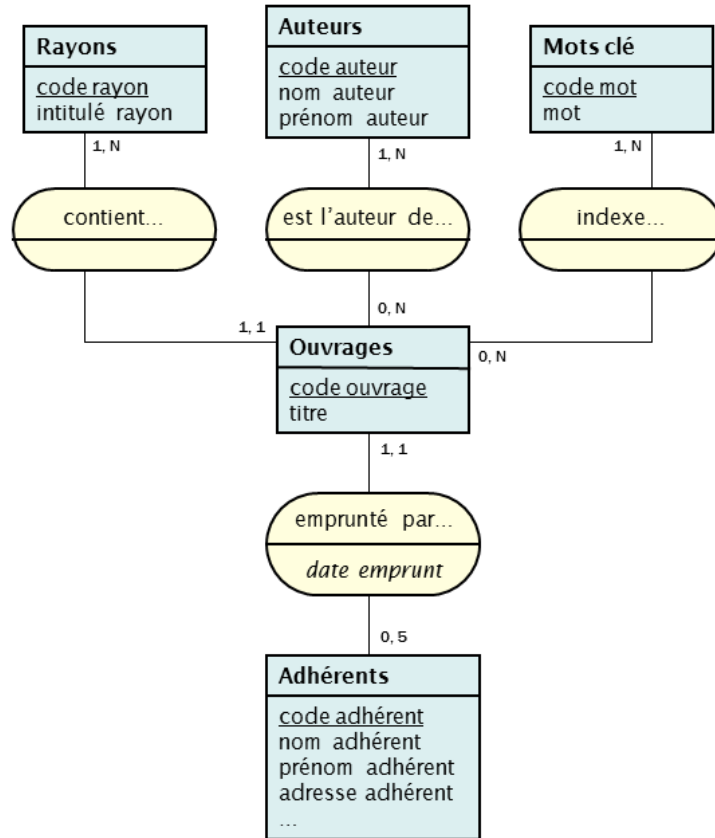 Rayons
code rayon
intitulé rayon
Auteurs
code auteur
nom auteur
prénom auteur
Mots clé
code mot
mot
1, N
1, N
1, N
contient...
est l'auteur de...
indexe...
1, 1
0, N
0, N
Ouvrages
code ouvrage
titre
1, 1
emprunté par...
date emprunt
0, 5
Adhérents
code adhérent
nom adhérent
prénom adhérent
adresse adhérent
...